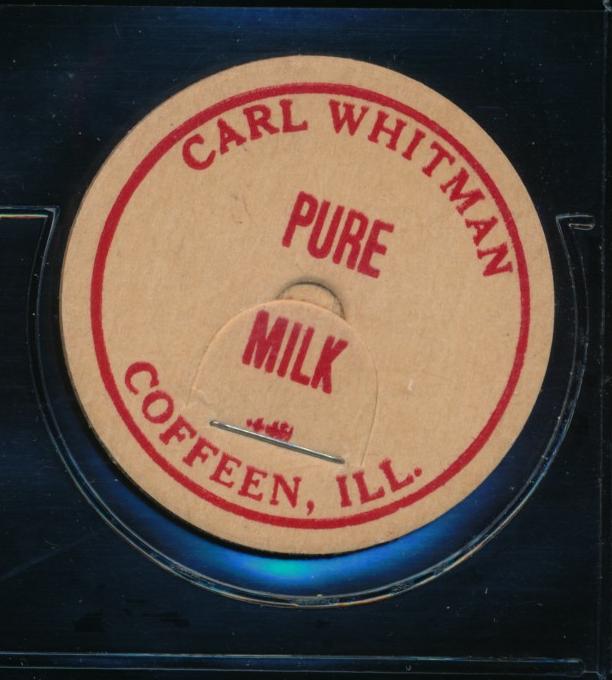 CARL WHITMAN
PURE
MILK
COFFEEN, ILL.